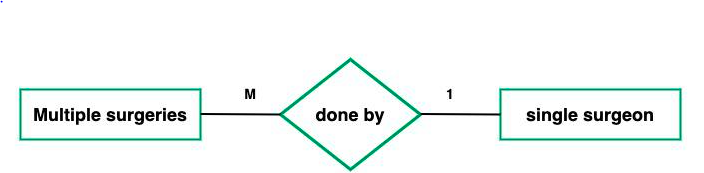 Multiple surgeries
M
done by
1
single surgeon